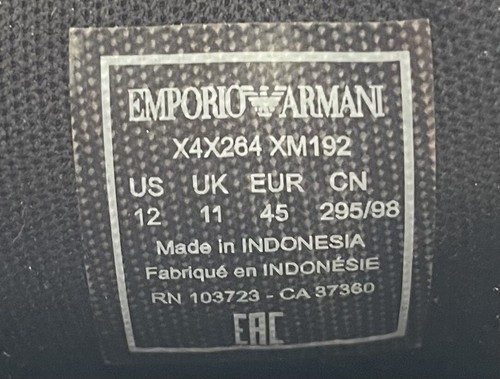 EMPORIO ARMANI
X4X264 XM192
US UK EUR CN
12 11 45 295/98
Made in INDONESIA
Fabriqué en INDONÉSIE
RN 103723 - CA 37360
EAC